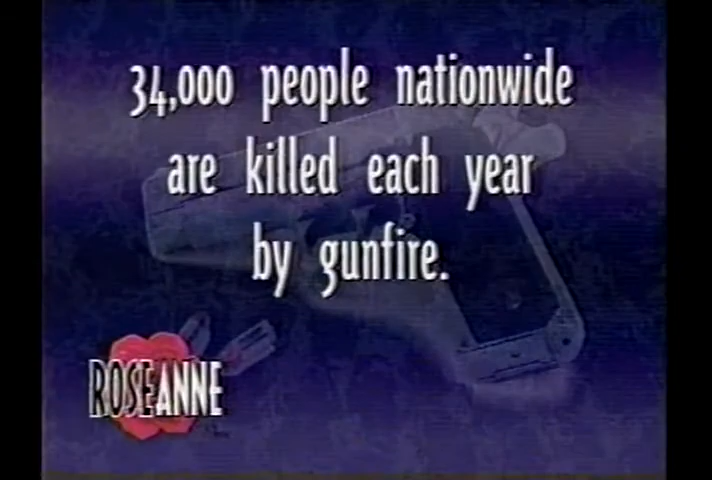 34,000 people nationwide
are killed each year
by gunfire.
ROSEANNE